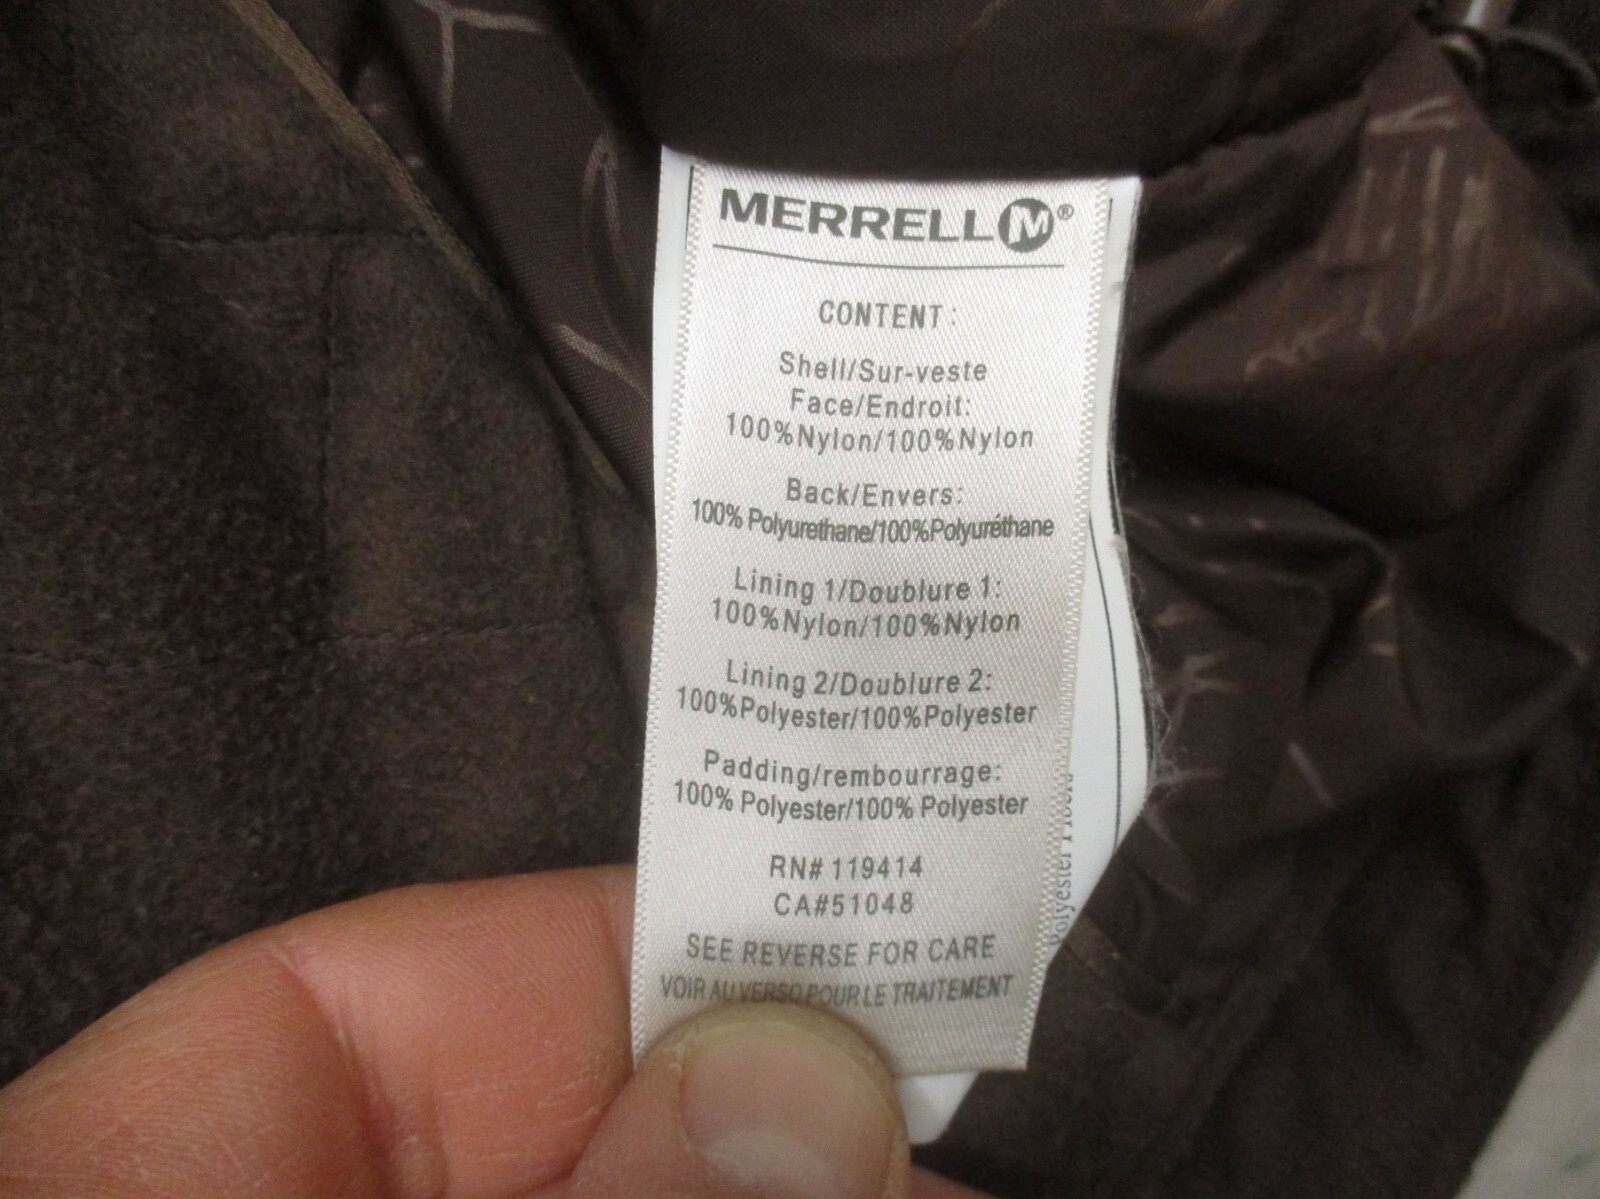 MERRELL M®
CONTENT:
Shell/Sur-veste
Face/Endroit:
100%Nylon/100%Nylon
Back/Envers:
100% Polyurethane/100%Polyuréthane
Lining 1/Doublure 1:
100%Nylon/100%Nylon
Lining 2/Doublure 2:
100%Polyester/100%Polyester
Padding/rembourrage:
100% Polyester/100% Polyester
RN# 119414
CA#51048
SEE REVERSE FOR CARE
VOIR AU VERSO POUR LE TRAITEMENT
Polyester